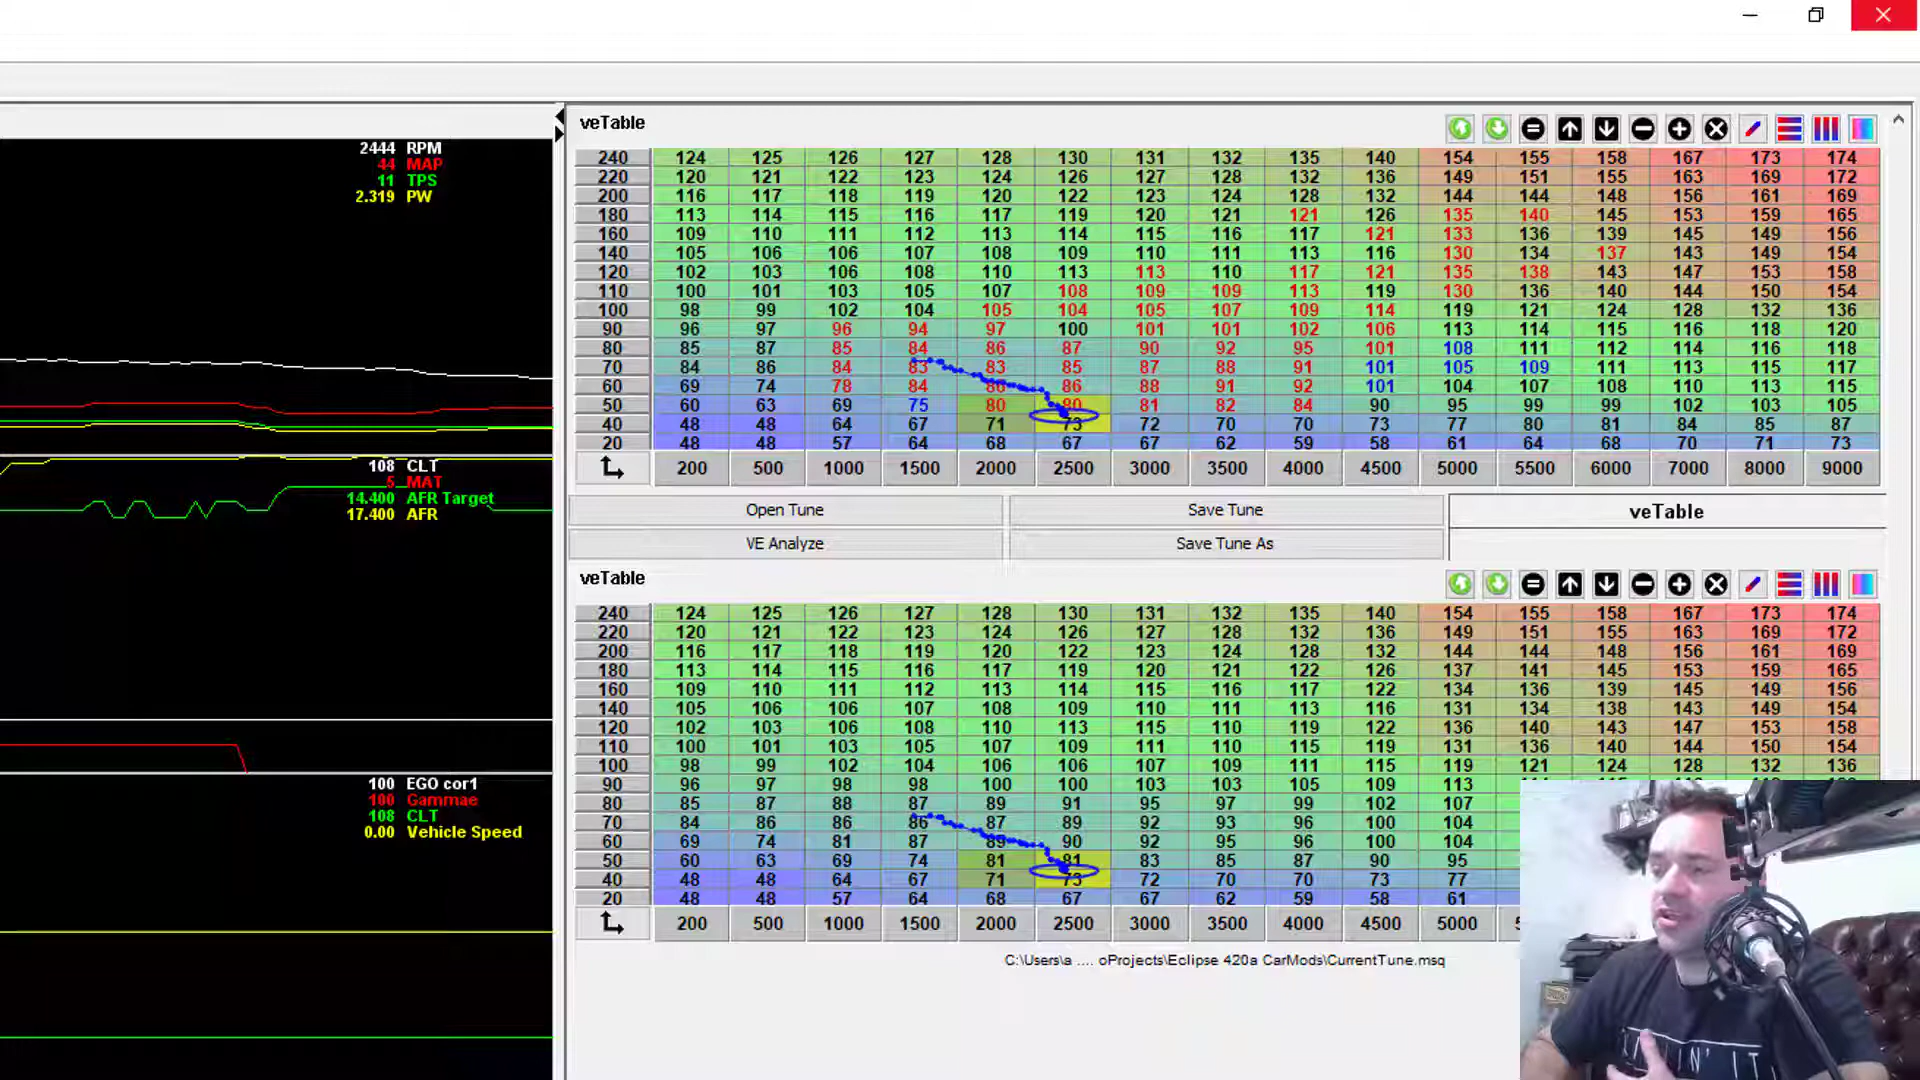 2444 RPM
44 MAP
11 TPS
2.319 PW
108 CLT
5 MAT
14.400 AFR Target
17.400 AFR
100 EGO cor1
100 Gammae
108 CLT
0.00 Vehicle Speed
veTable
240 124 125 126 127 128 130 131 132 135 140 154 155 158 167 173 174
220 120 121 122 123 124 126 127 128 132 136 149 151 155 163 169 172
200 116 117 118 119 120 122 123 124 128 132 144 144 148 156 161 169
180 113 114 115 116 117 119 120 121 121 126 135 140 145 153 159 165
160 109 110 111 112 113 114 115 116 117 121 133 136 139 145 149 156
140 105 106 106 107 108 109 110 111 113 116 130 134 137 143 149 154
120 102 103 106 108 110 113 113 110 117 121 135 138 143 147 153 158
110 100 101 103 105 107 108 109 109 113 119 130 136 140 144 150 154
100 98 99 102 104 105 104 105 107 109 114 119 121 124 128 132 136
90 96 97 96 94 97 100 101 101 102 106 113 114 115 116 118 120
80 85 87 85 84 86 87 90 92 95 101 108 111 112 114 116 118
70 84 86 84 83 83 85 87 88 91 101 105 109 111 113 115 117
60 69 74 78 84 86 86 88 91 92 101 104 107 108 110 113 115
50 60 63 69 75 80 80 81 82 84 90 95 99 99 102 103 105
40 48 48 64 67 71 73 72 70 70 73 77 80 81 84 85 87
20 48 48 57 64 68 67 67 62 59 58 61 64 68 70 71 73
200 500 1000 1500 2000 2500 3000 3500 4000 4500 5000 5500 6000 7000 8000 9000
Open Tune Save Tune veTable
VE Analyze Save Tune As
veTable
240 124 125 126 127 128 130 131 132 135 140 154 155 158 167 173 174
220 120 121 122 123 124 126 127 128 132 136 149 151 155 163 169 172
200 116 117 118 119 120 122 123 124 128 132 144 144 148 156 161 169
180 113 114 115 116 117 119 120 121 122 126 137 141 145 153 159 165
160 109 110 111 112 113 114 115 116 117 122 134 136 139 145 149 156
140 105 106 106 107 108 109 110 111 113 116 131 134 138 143 149 154
120 102 103 106 108 110 113 115 110 119 122 136 140 143 147 153 158
110 100 101 103 105 107 109 111 110 115 119 131 136 140 144 150 154
100 98 99 102 104 106 106 107 109 111 115 119 121 124 128 132 136
90 96 97 98 98 100 100 103 103 105 109 113
80 85 87 88 87 89 91 95 97 99 102 107
70 84 86 86 86 87 89 92 93 96 100 104
60 69 74 81 87 89 90 92 95 96 100 104
50 60 63 69 74 81 81 83 85 87 90 95
40 48 48 64 67 71 73 72 70 70 73 77
20 48 48 57 64 68 67 67 62 59 58 61
200 500 1000 1500 2000 2500 3000 3500 4000 4500 5000
C:\Users\a .... oProjects\Eclipse 420a CarMods\CurrentTune.msq